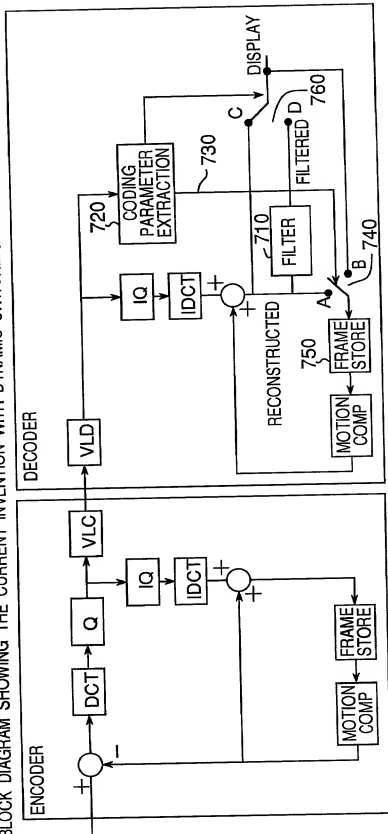 BLOCK DIAGRAM SHOWING THE CURRENT INVENTION WITH DYNAMIC
ENCODER
+
-
DCT
Q
VLC
IQ
IDCT
+
+
FRAME
STORE
MOTION
COMP
DECODER
VLD
IQ
IDCT
+
+
720
CODING
PARAMETER
EXTRACTION
730
RECONSTRUCTED
710
FILTER
FILTERED
C
D
760
DISPLAY
A
B
740
750
FRAME
STORE
MOTION
COMP